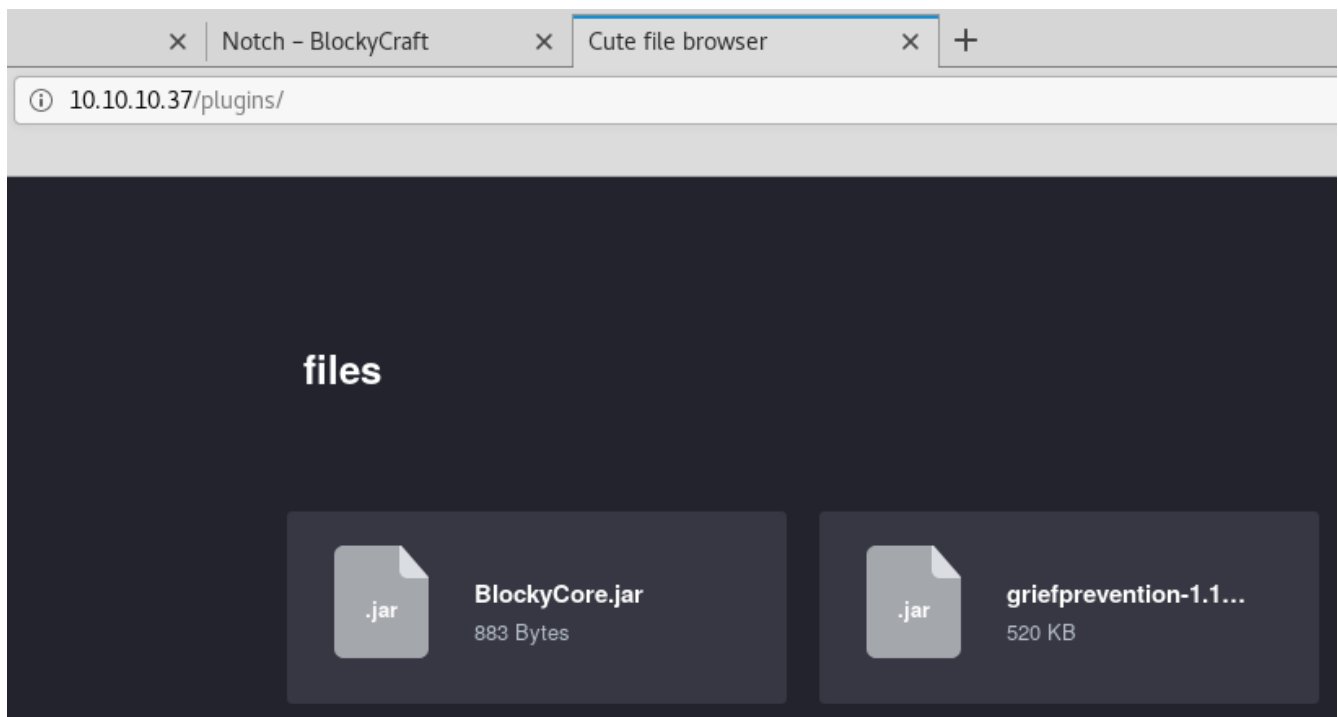 Notch – BlockyCraft
Cute file browser
10.10.10.37/plugins/
files
.jar
BlockyCore.jar
883 Bytes
.jar
griefprevention-1.1...
520 KB